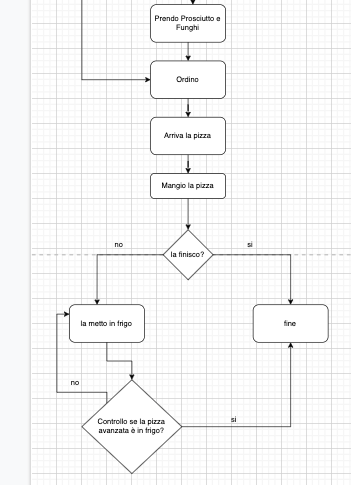 Prendo Prosciutto e
Funghi
Ordino
Arriva la pizza
Mangio la pizza
la finisco?
no
si
la metto in frigo
fine
no
Controllo se la pizza
avanzata è in frigo?
si